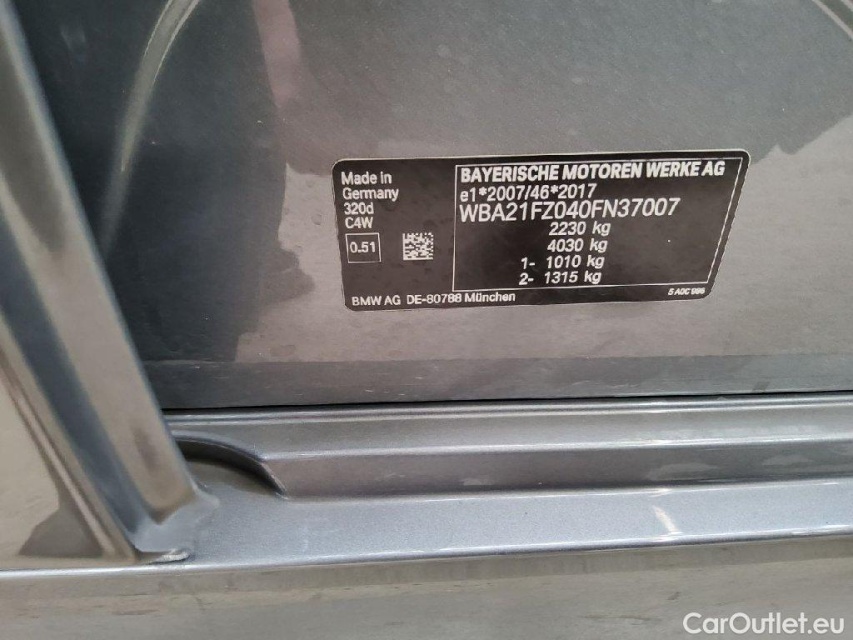 Made in
Germany
320d
C4W
0.51
BAYERISCHE MOTOREN WERKE AG
e1*2007/46*2017
WBA21FZ040FN37007
2230 kg
4030 kg
1- 1010 kg
2- 1315 kg
BMW AG DE-80788 München
5 A0C 986
CarOutlet.eu